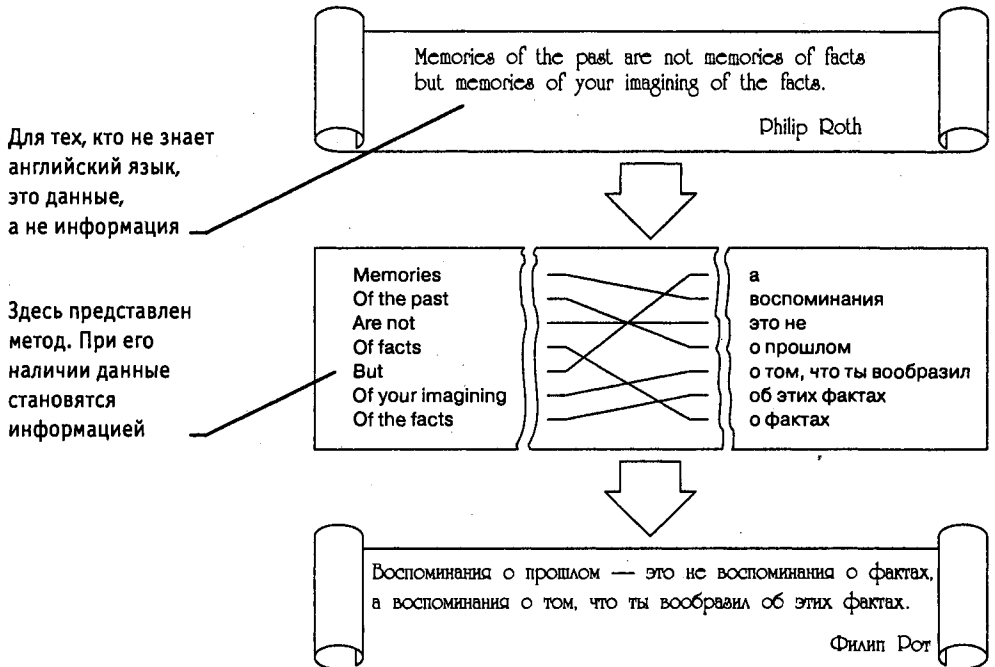 Memories of the past are not memories of facts
but memories of your imagining of the facts.
Philip Roth
Для тех, кто не знает
английский язык,
это данные,
а не информация
Memories
Of the past
Are not
Of facts
But
Of your imagining
Of the facts
а
воспоминания
это не
о прошлом
о том, что ты вообразил
об этих фактах
о фактах
Здесь представлен
метод. При его
наличии данные
становятся
информацией
Воспоминания о прошлом — это не воспоминания о фактах,
а воспоминания о том, что ты вообразил об этих фактах.
Филип Рот